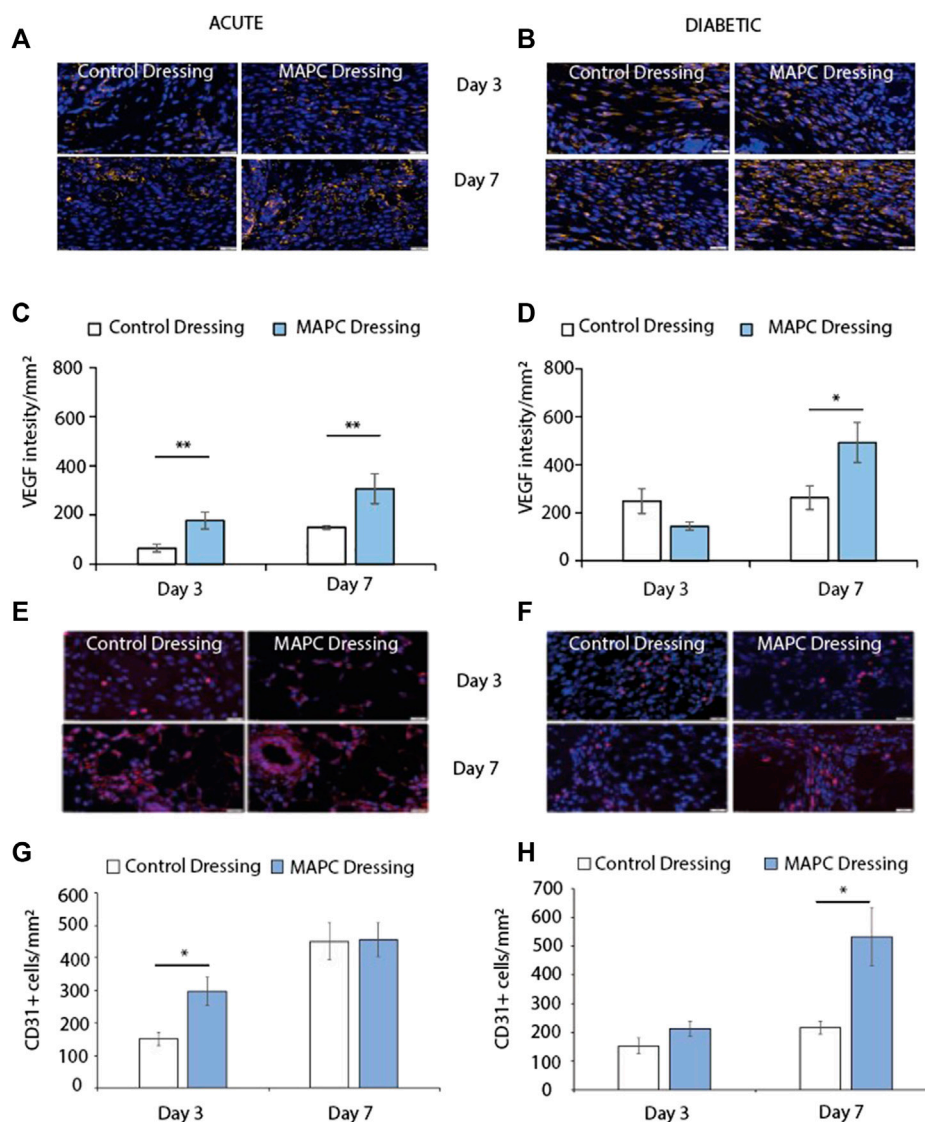 ACUTE
DIABETIC
A
B
Control Dressing
MAPC Dressing
Day 3
Control Dressing
MAPC Dressing
Day 7
C
D
Control Dressing
MAPC Dressing
Control Dressing
MAPC Dressing
VEGF intesity/mm²
800
600
400
200
0
**
**
Day 3
Day 7
VEGF intesity/mm²
800
600
400
200
0
*
Day 3
Day 7
E
F
Control Dressing
MAPC Dressing
Day 3
Control Dressing
MAPC Dressing
Day 7
G
H
Control Dressing
MAPC Dressing
Control Dressing
MAPC Dressing
CD31+ cells/mm²
600
500
400
300
200
100
0
*
Day 3
Day 7
CD31+ cells/mm²
700
600
500
400
300
200
100
0
*
Day 3
Day 7